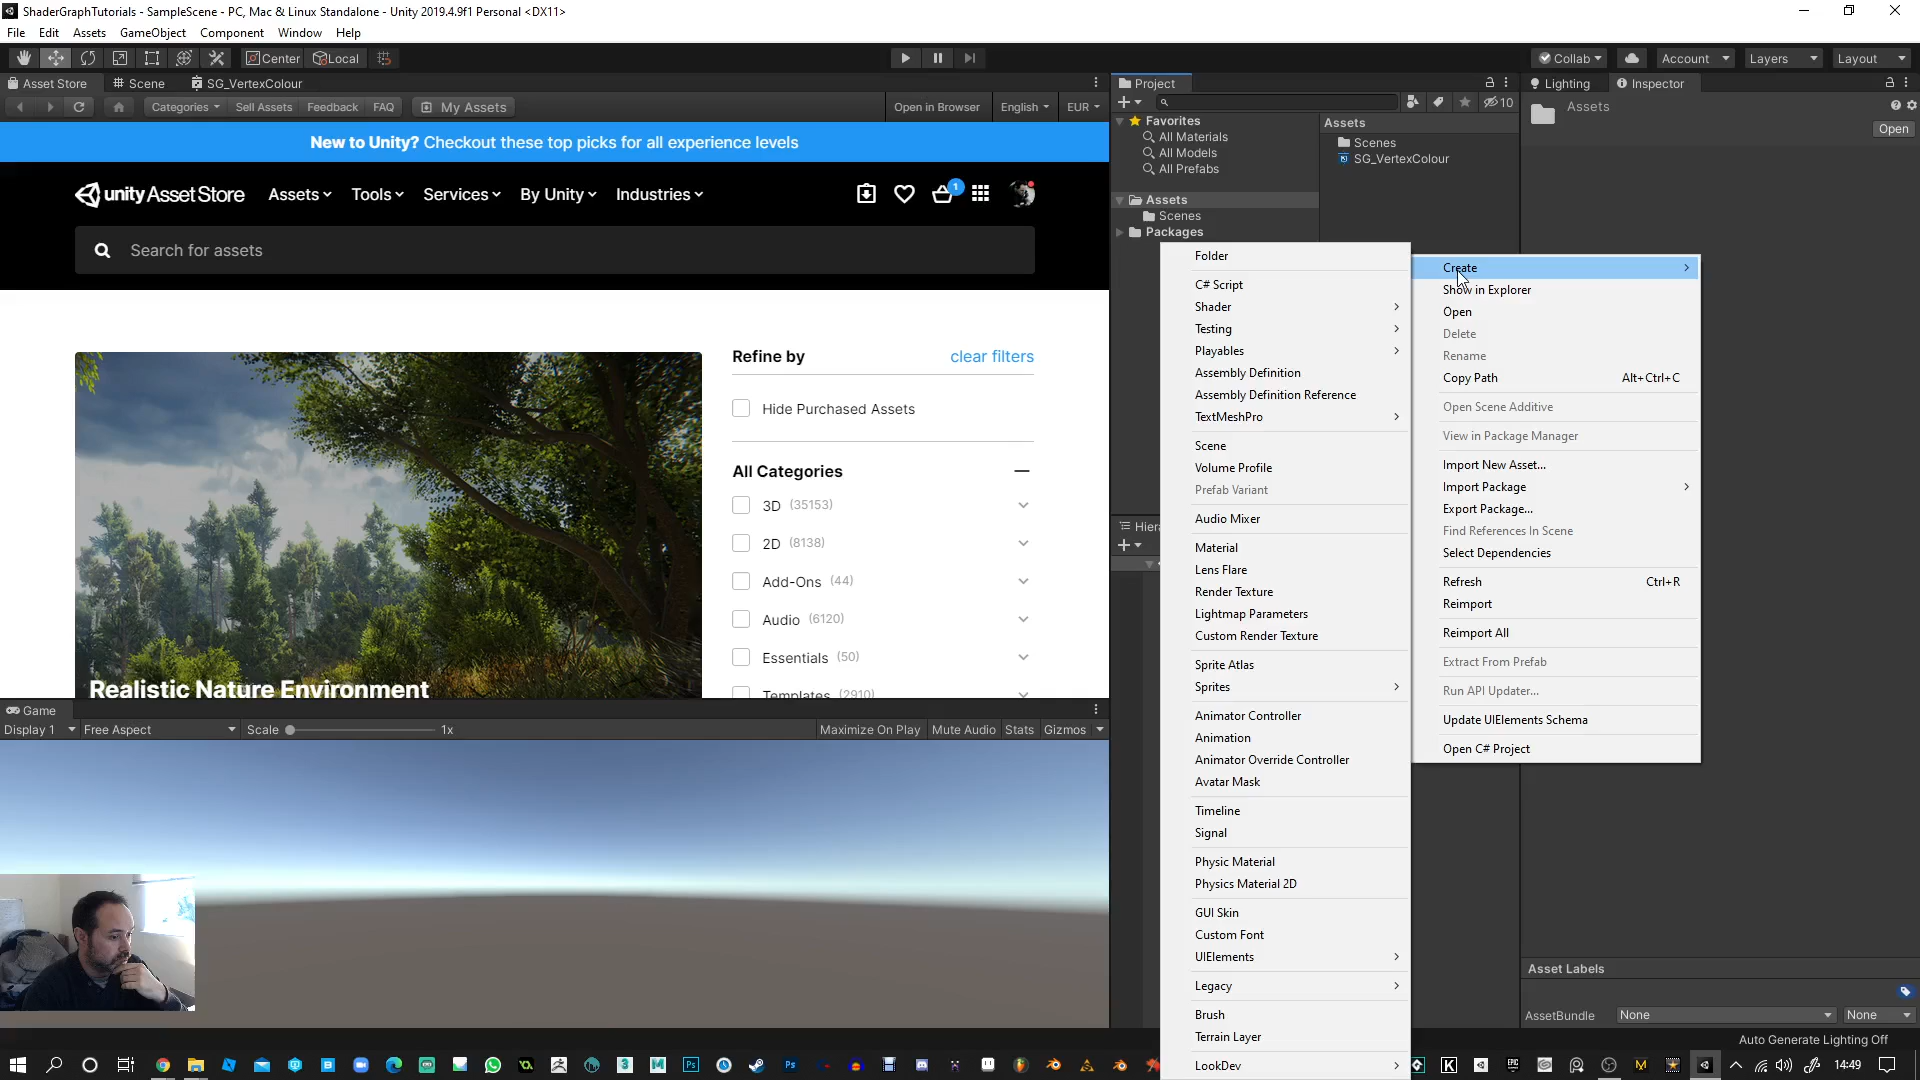 ShaderGraphTutorials - SampleScene - PC, Mac & Linux Standalone - Unity 2019.4.9f1 Personal <DX11>
File Edit Assets GameObject Component Window Help
Center Local
Collab Account Layers Layout
Asset Store Scene SG_VertexColour
Categories Sell Assets Feedback FAQ My Assets Open in Browser English EUR
New to Unity? Checkout these top picks for all experience levels
unity Asset Store Assets Tools Services By Unity Industries 1
Search for assets
Refine by clear filters
Hide Purchased Assets
All Categories
3D (35153)
2D (8138)
Add-Ons (44)
Audio (6120)
Essentials (50)
Templates (2910)
Realistic Nature Environment
Game
Display 1 Free Aspect Scale 1x Maximize On Play Mute Audio Stats Gizmos
Project
10
Favorites
All Materials
All Models
All Prefabs
Assets
Scenes
Packages
Assets
Scenes
SG_VertexColour
Hiera
Folder
C# Script
Shader
Testing
Playables
Assembly Definition
Assembly Definition Reference
TextMeshPro
Scene
Volume Profile
Prefab Variant
Audio Mixer
Material
Lens Flare
Render Texture
Lightmap Parameters
Custom Render Texture
Sprite Atlas
Sprites
Animator Controller
Animation
Animator Override Controller
Avatar Mask
Timeline
Signal
Physic Material
Physics Material 2D
GUI Skin
Custom Font
UIElements
Legacy
Brush
Terrain Layer
LookDev
Create
Show in Explorer
Open
Delete
Rename
Copy Path Alt+Ctrl+C
Open Scene Additive
View in Package Manager
Import New Asset...
Import Package
Export Package...
Find References In Scene
Select Dependencies
Refresh Ctrl+R
Reimport
Reimport All
Extract From Prefab
Run API Updater...
Update UIElements Schema
Open C# Project
Lighting Inspector
Assets
Open
Asset Labels
AssetBundle None None
Auto Generate Lighting Off
14:49